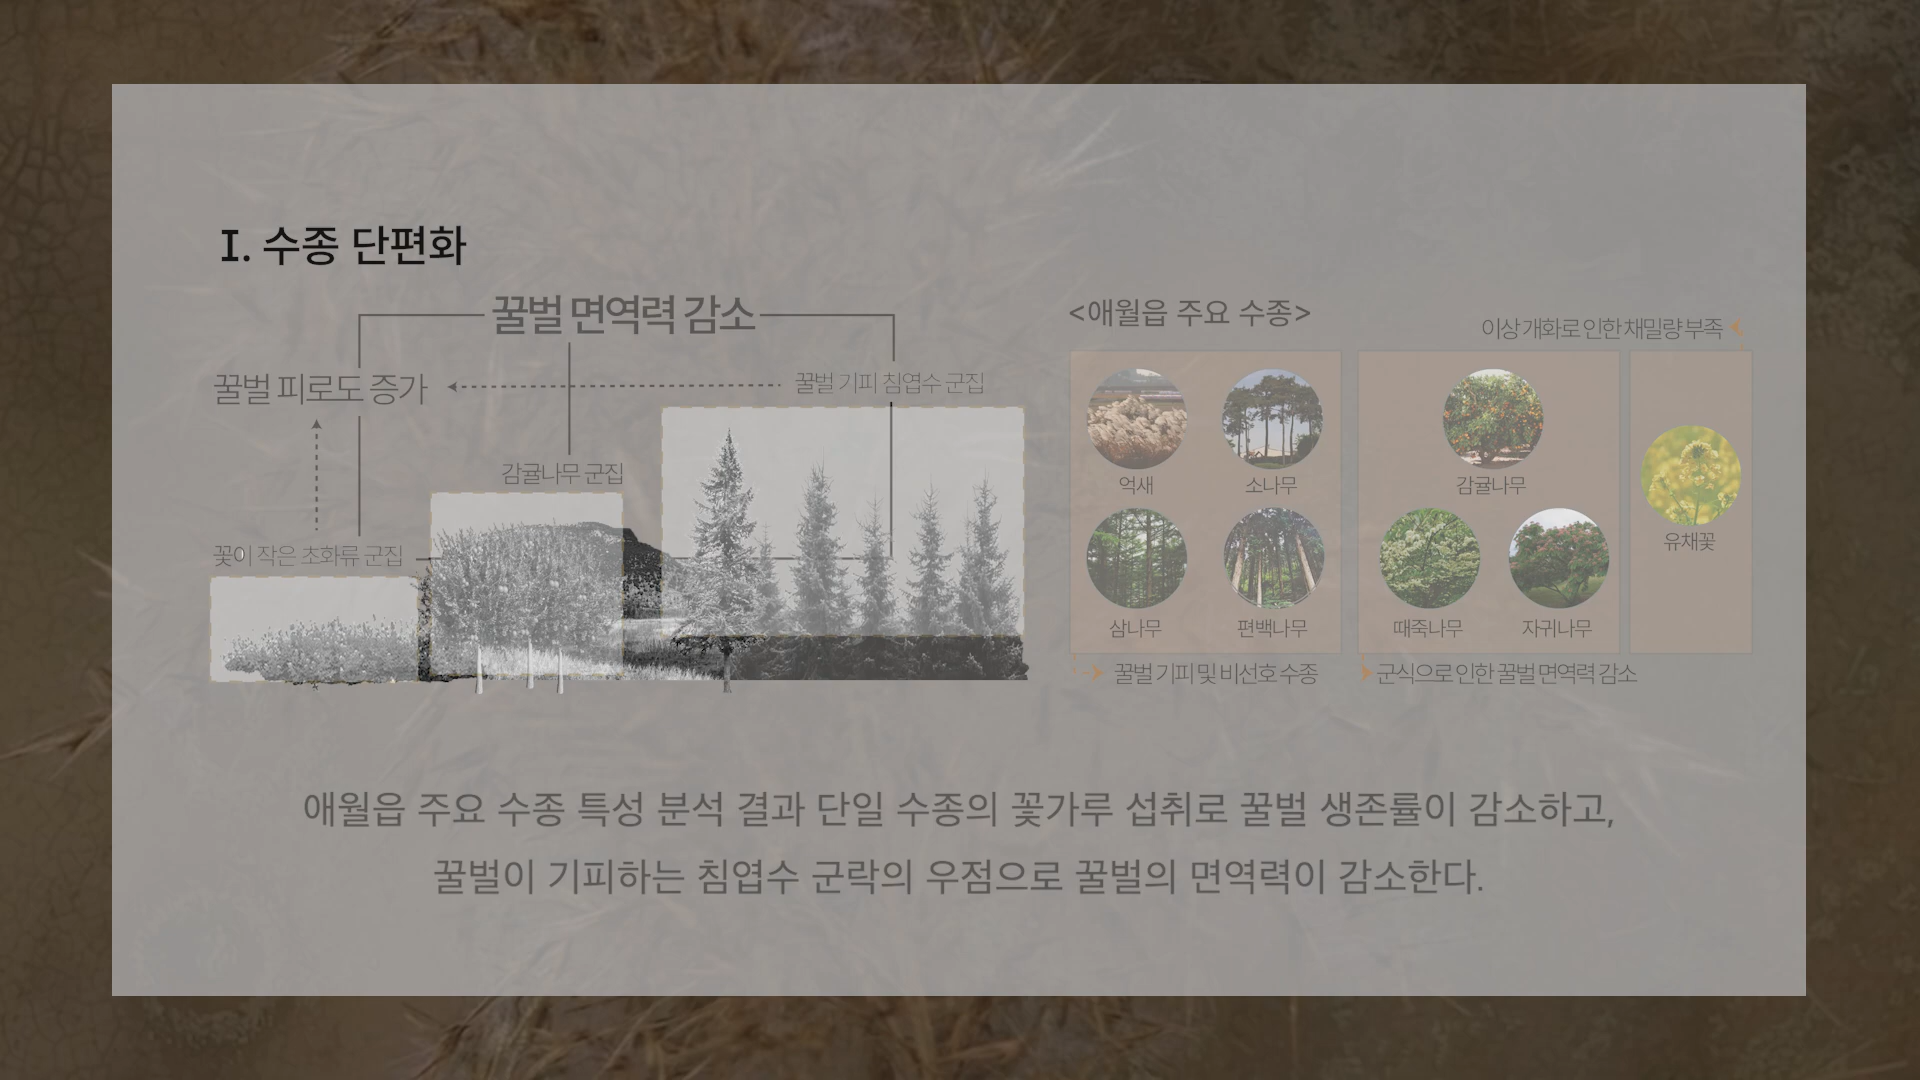 I. 수종 단편화
꿀벌 면역력 감소
꿀벌 피로도 증가
꿀벌 기피 침엽수 군집
감귤나무 군집
꽃이 작은 초화류 군집
<애월읍 주요 수종>
이상 개화로 인한 채밀량 부족
억새
소나무
삼나무
편백나무
감귤나무
때죽나무
자귀나무
유채꽃
꿀벌 기피 및 비선호 수종
군식으로 인한 꿀벌 면역력 감소
애월읍 주요 수종 특성 분석 결과 단일 수종의 꽃가루 섭취로 꿀벌 생존률이 감소하고,
꿀벌이 기피하는 침엽수 군락의 우점으로 꿀벌의 면역력이 감소한다.